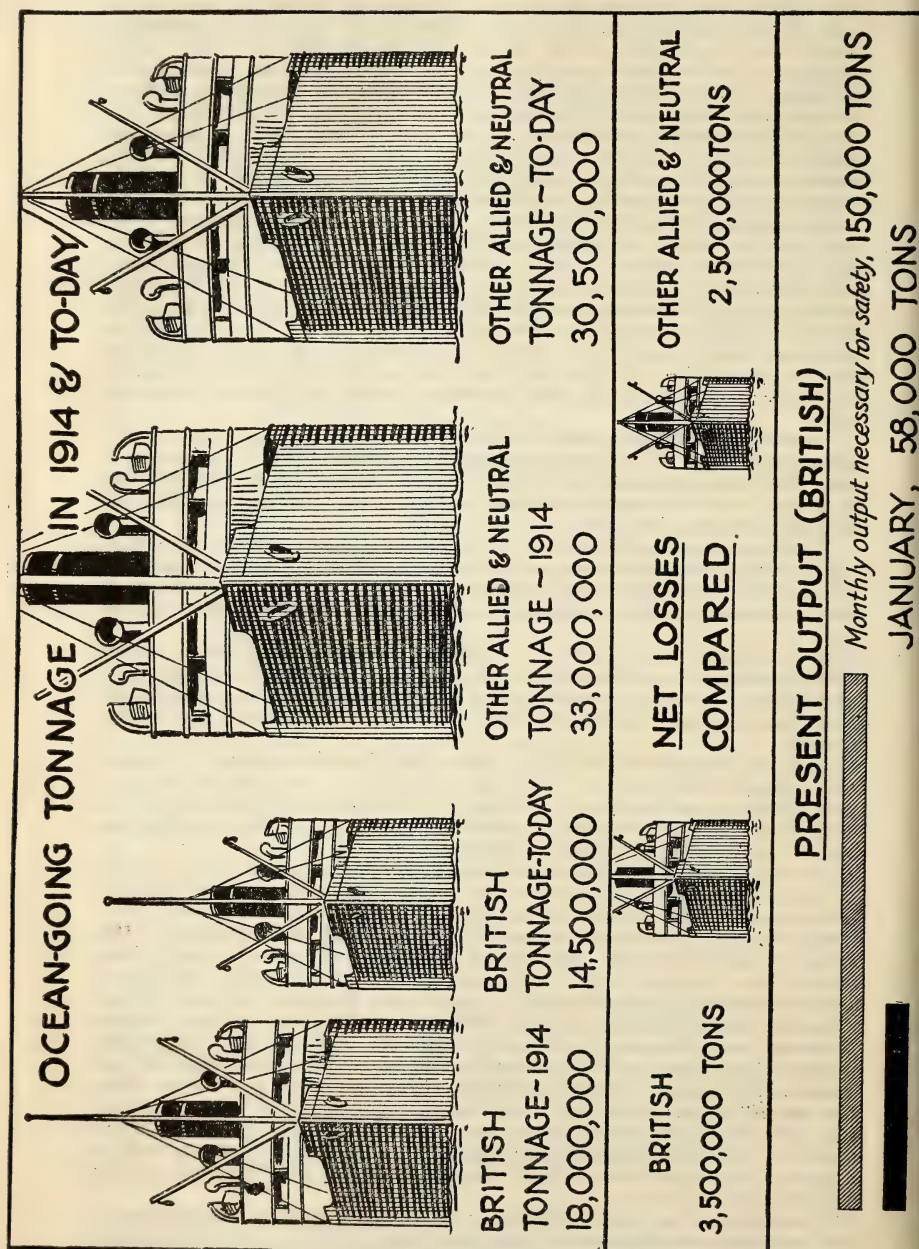 OCEAN-GOING TONNAGE IN 1914 & TO-DAY
BRITISH
TONNAGE~1914
18,000,000
BRITISH
TONNAGE-TO-DAY
14,500,000
OTHER ALLIED & NEUTRAL
TONNAGE ~ 1914
33,000,000
OTHER ALLIED & NEUTRAL
TONNAGE ~ TO-DAY
30,500,000
BRITISH
3,500,000 TONS
NET LOSSES
COMPARED.
OTHER ALLIED & NEUTRAL
2,500,000 TONS
PRESENT OUTPUT (BRITISH)
Monthly output necessary for safety, 150,000 TONS
JANUARY, 58,000 TONS